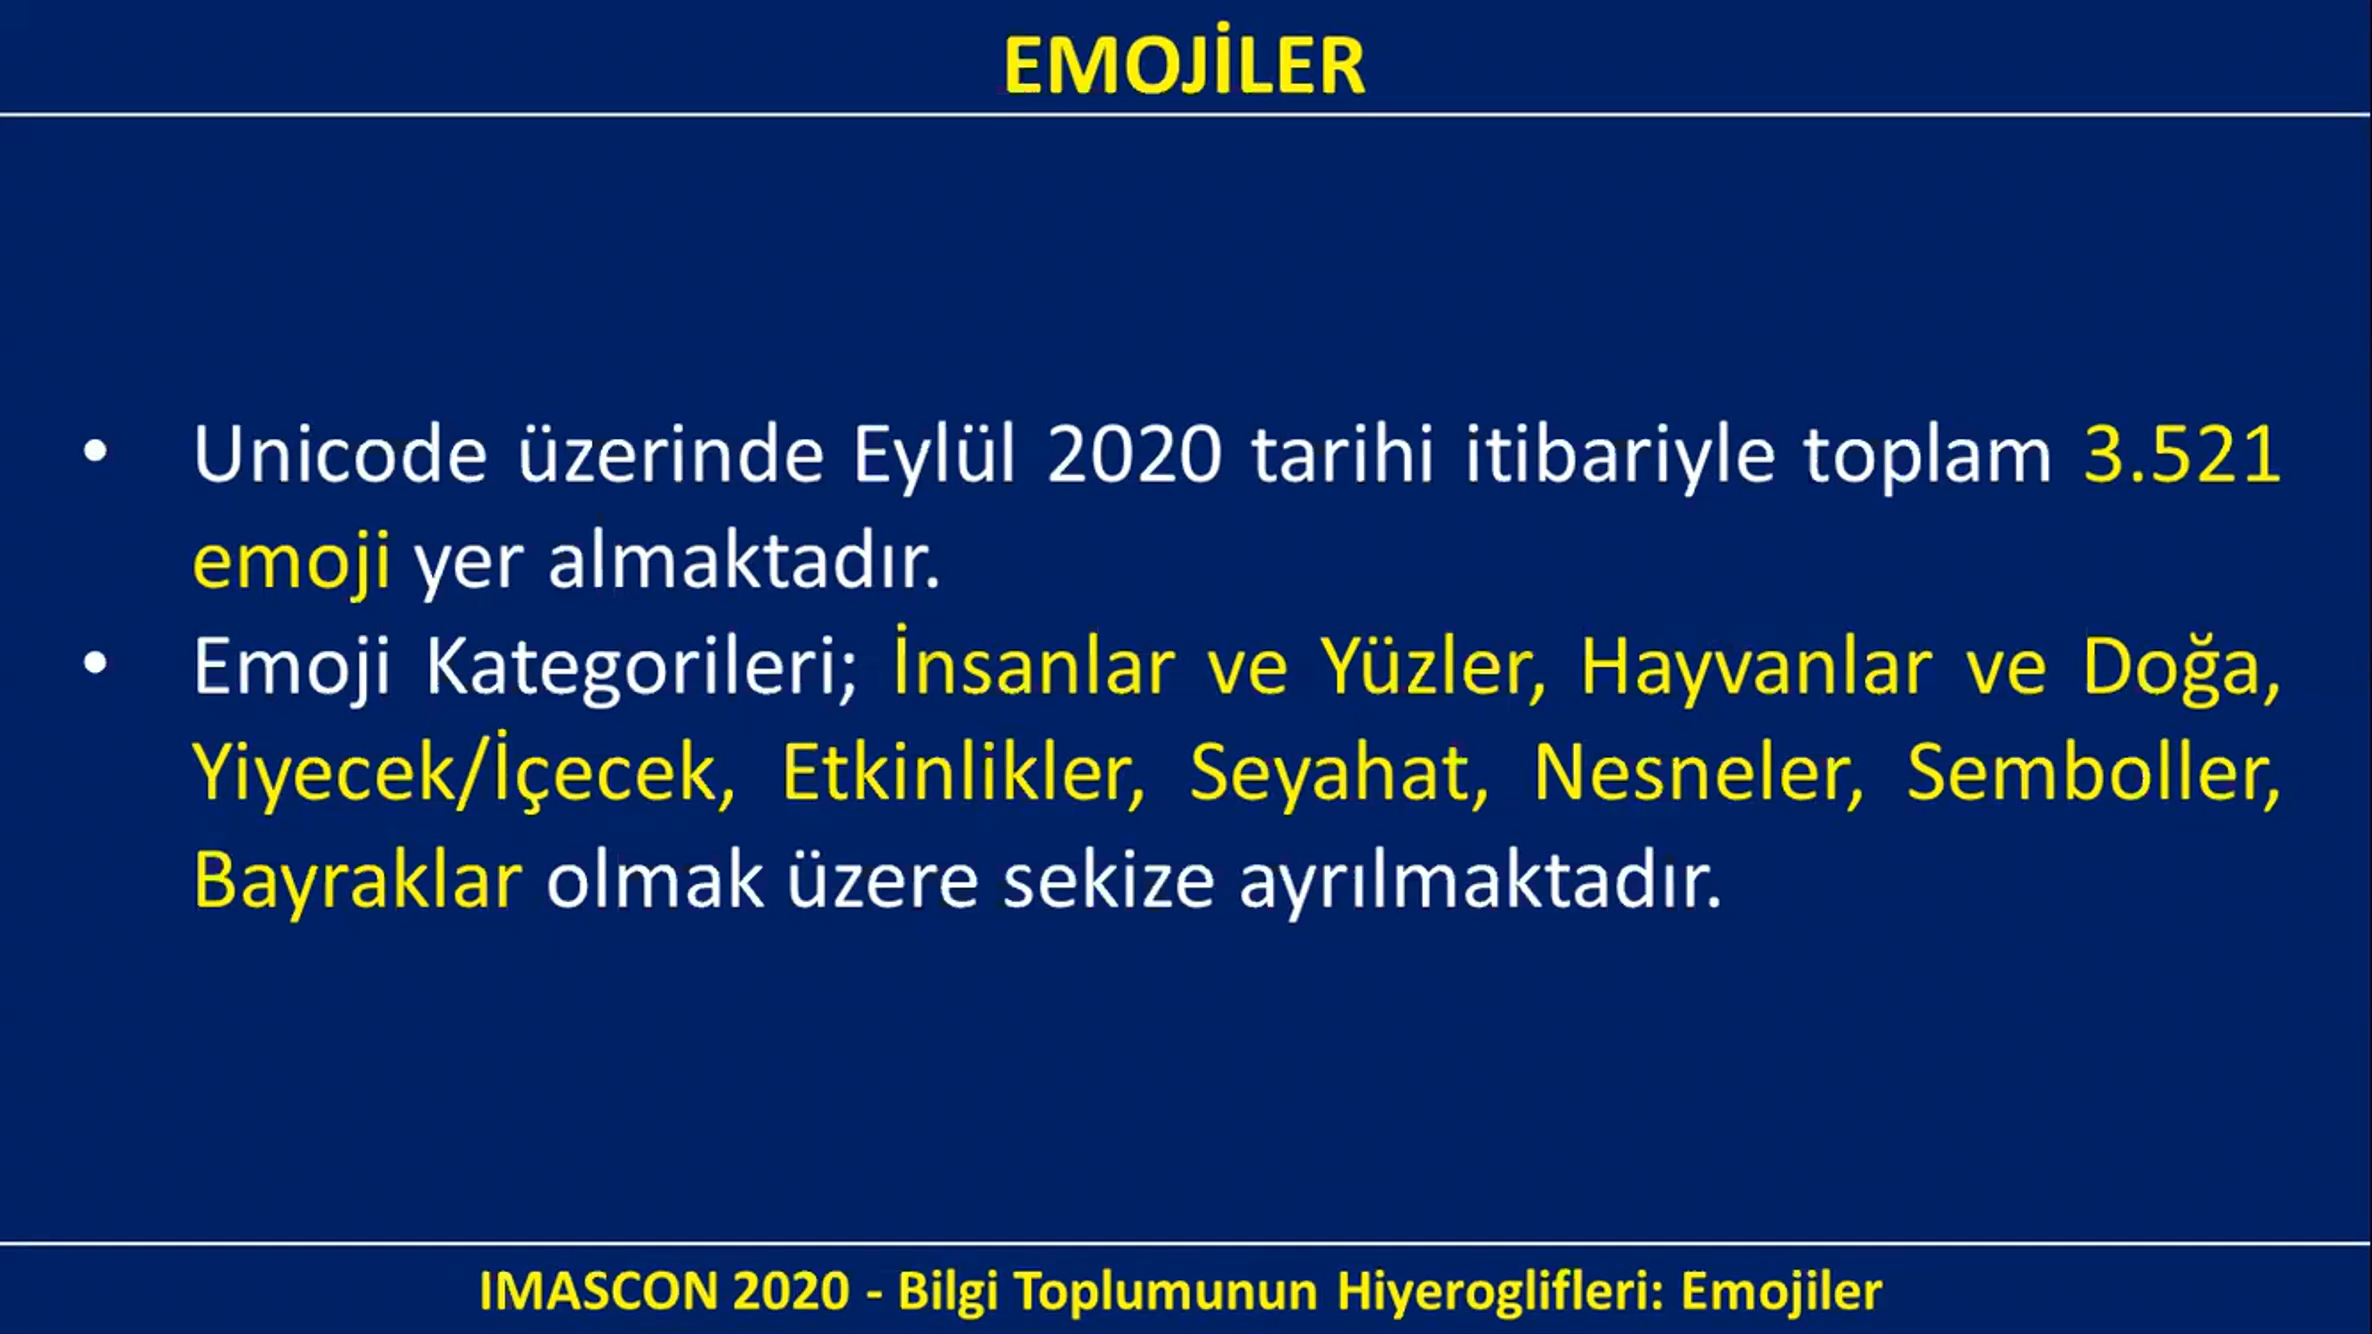 EMOJİLER
• Unicode üzerinde Eylül 2020 tarihi itibariyle toplam 3.521
emoji yer almaktadır.
• Emoji Kategorileri; İnsanlar ve Yüzler, Hayvanlar ve Doğa,
Yiyecek/İçecek, Etkinlikler, Seyahat, Nesneler, Semboller,
Bayraklar olmak üzere sekize ayrılmaktadır.
IMASCON 2020 - Bilgi Toplumunun Hiyeroglifleri: Emojiler